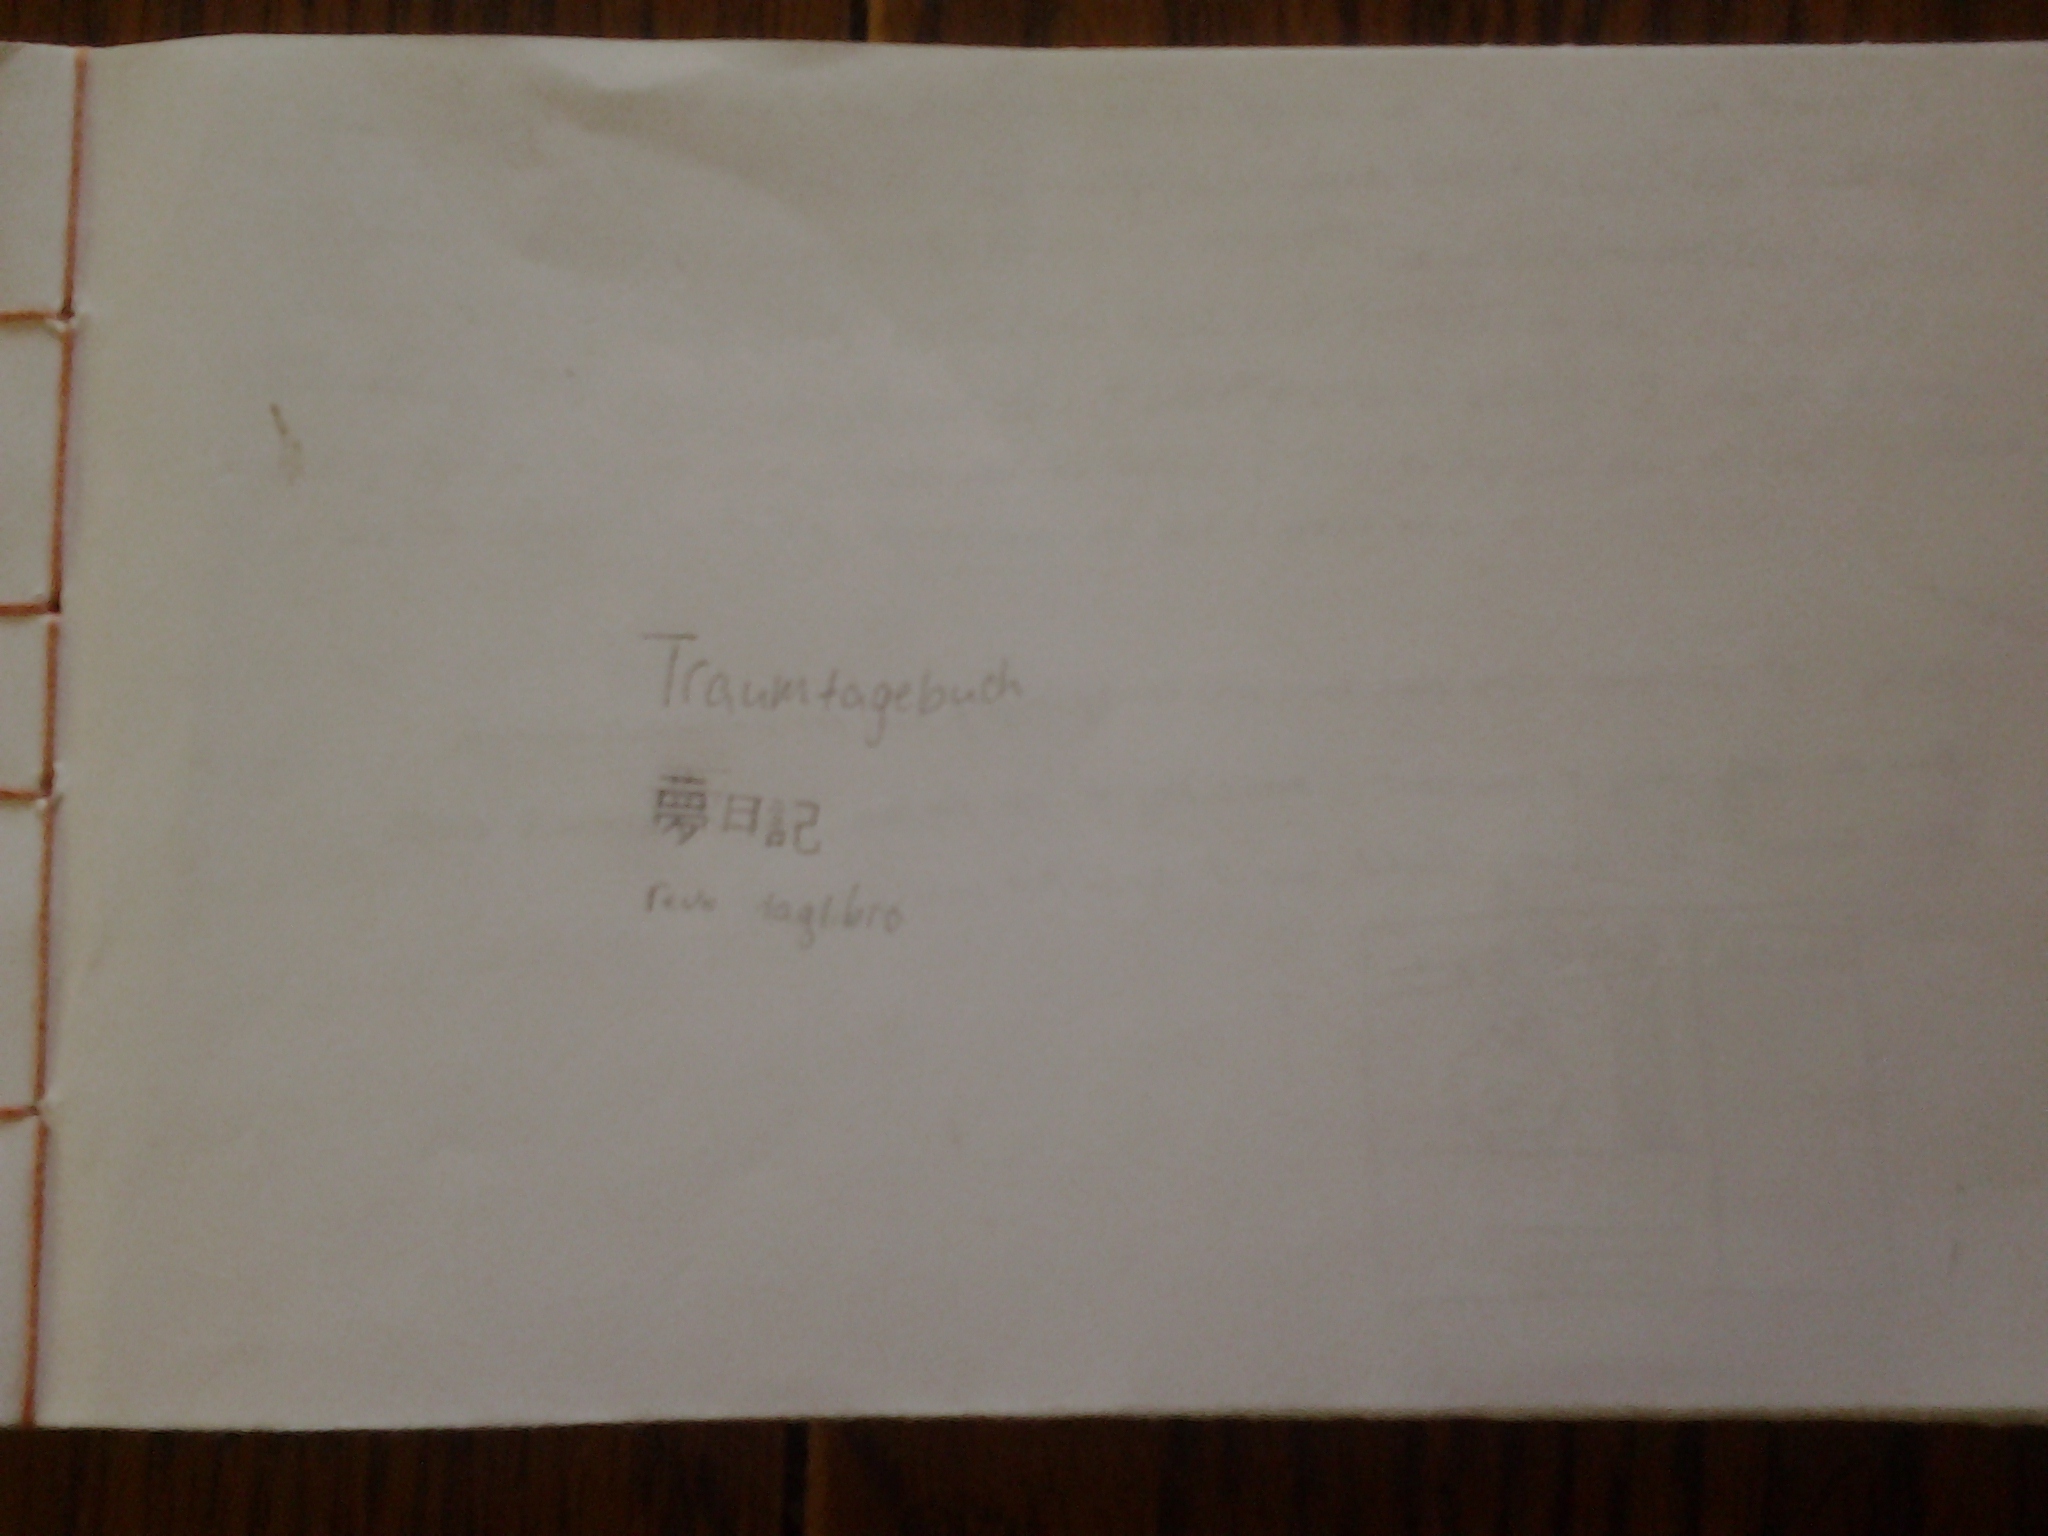 Traumtagebuch
夢日記
revo taglibro